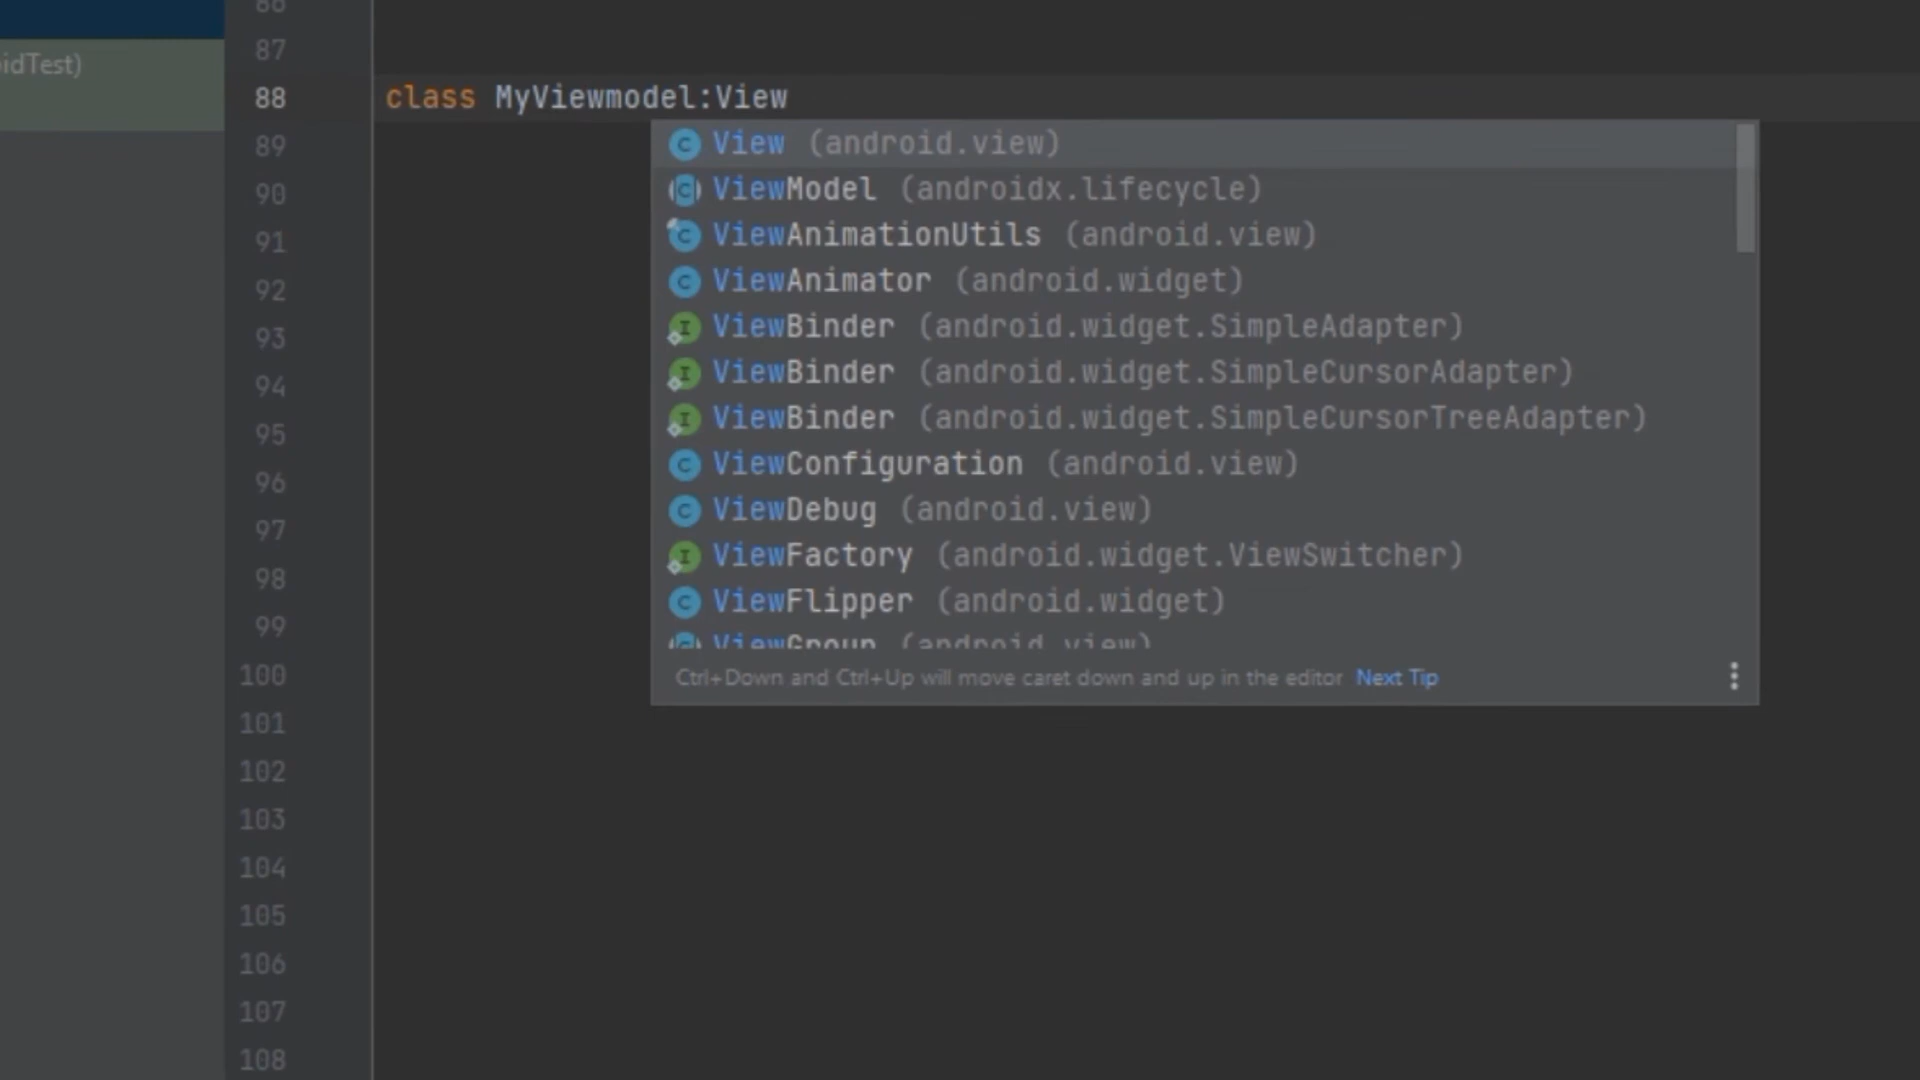 86
idTest)
87
88 class MyViewmodel:View
89 View (android.view)
90 ViewModel (androidx.lifecycle)
91 ViewAnimationUtils (android.view)
92 ViewAnimator (android.widget)
93 ViewBinder (android.widget.SimpleAdapter)
94 ViewBinder (android.widget.SimpleCursorAdapter)
95 ViewBinder (android.widget.SimpleCursorTreeAdapter)
96 ViewConfiguration (android.view)
97 ViewDebug (android.view)
98 ViewFactory (android.widget.ViewSwitcher)
99 ViewFlipper (android.widget)
ViewGroup (android.view)
100 Ctrl+Down and Ctrl+Up will move caret down and up in the editor Next Tip
101
102
103
104
105
106
107
108